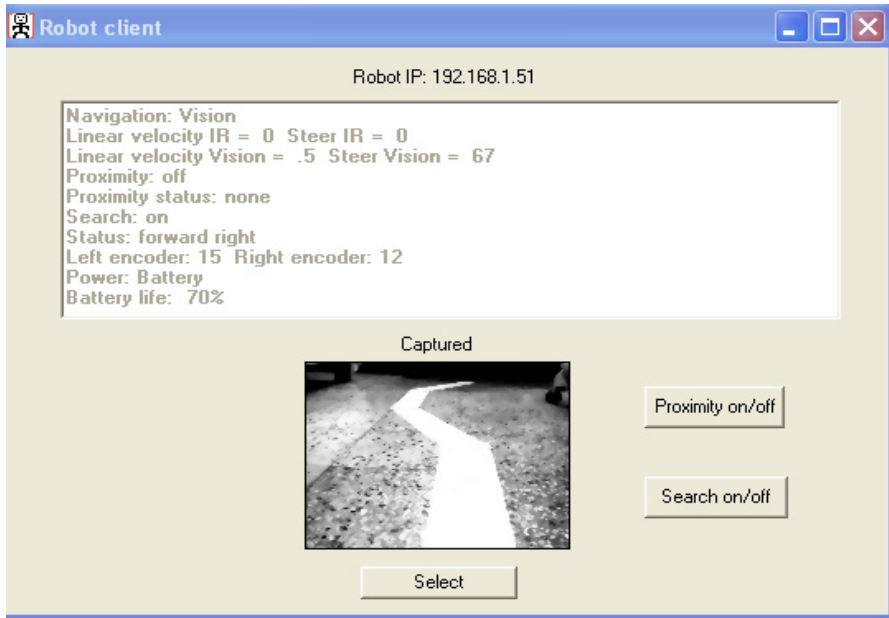 Robot client
Robot IP: 192.168.1.51
Navigation: Vision
Linear velocity IR = 0 Steer IR = 0
Linear velocity Vision = .5 Steer Vision = 67
Proximity: off
Proximity status: none
Search: on
Status: forward right
Left encoder: 15 Right encoder: 12
Power: Battery
Battery life: 70%
Captured
Proximity on/off
Search on/off
Select